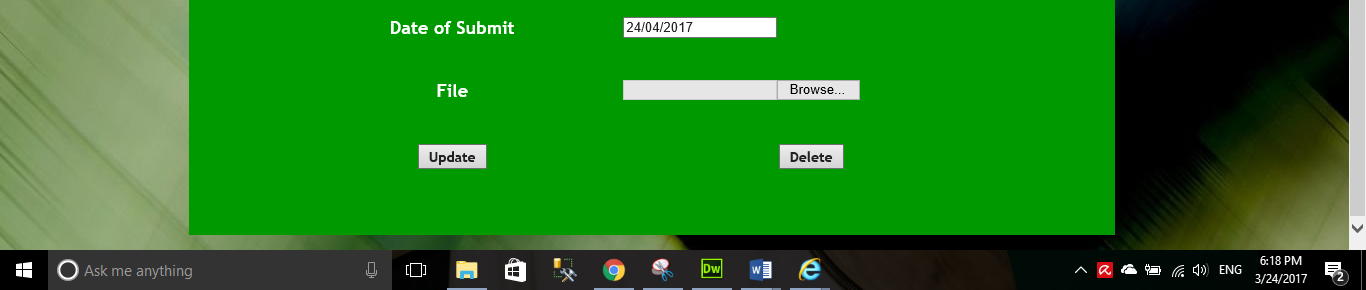 Date of Submit 24/04/2017
File Browse...
Update Delete
Ask me anything Dw W ENG 6:18 PM
3/24/2017 2